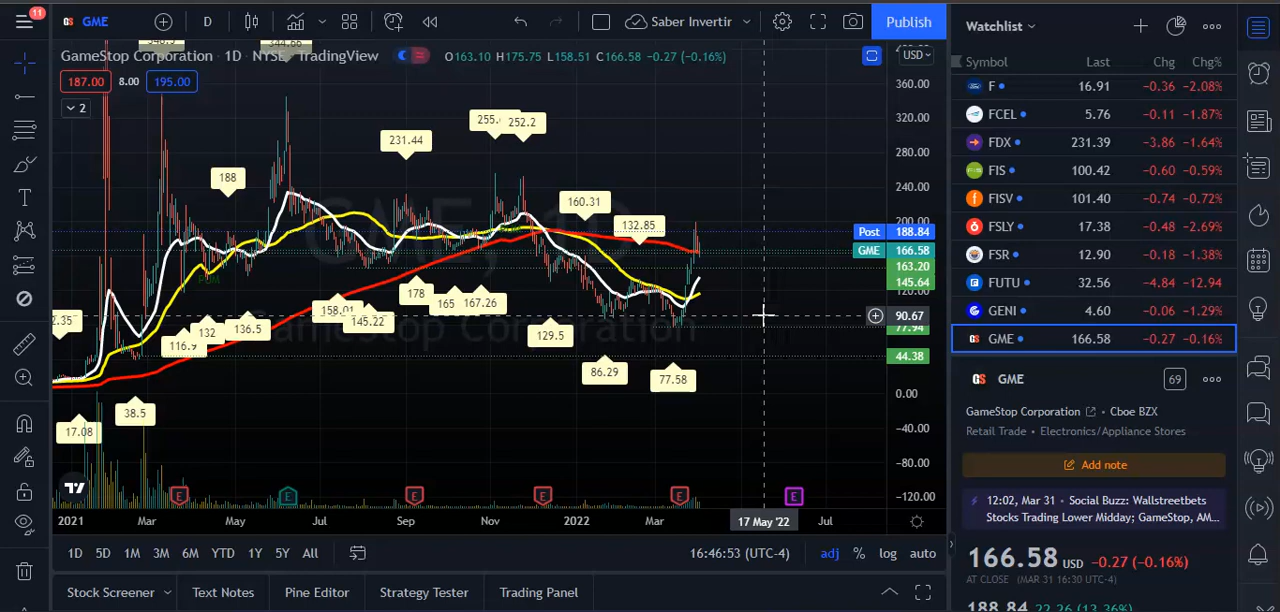 11
GME
D
Saber Invertir
Publish
GameStop Corporation · 1D · NYSE TradingView
O163.10 H175.75 L158.51 C166.58 −0.27 (−0.16%)
USD
187.00 8.00 195.00
2
360.00
320.00
280.00
240.00
200.00
Post 188.84
GME 166.58
163.20
145.64
120.00
90.67
77.94
44.38
0.00
−40.00
−80.00
−120.00
188
231.44
252.2
160.31
132.85
158.01
145.22
178
165
167.26
116.9
132
136.5
129.5
86.29
77.58
38.5
17.08
GameStop Corporation
E E E E E E
2021 Mar May Jul Sep Nov 2022 Mar 17 May '22 Jul
1D 5D 1M 3M 6M YTD 1Y 5Y All
16:46:53 (UTC-4) adj % log auto
Stock Screener Text Notes Pine Editor Strategy Tester Trading Panel
Watchlist
Symbol Last Chg Chg%
F 16.91 −0.36 −2.08%
FCEL 5.76 −0.11 −1.87%
FDX 231.39 −3.86 −1.64%
FIS 100.42 −0.60 −0.59%
FISV 101.40 −0.74 −0.72%
FSLY 17.38 −0.48 −2.69%
FSR 12.90 −0.18 −1.38%
FUTU 32.56 −4.84 −12.94
GENI 4.60 −0.06 −1.29%
GME 166.58 −0.27 −0.16%
GME 69
GameStop Corporation • Cboe BZX
Retail Trade • Electronics/Appliance Stores
Add note
12:02, Mar 31 • Social Buzz: Wallstreetbets
Stocks Trading Lower Midday; GameStop, AM...
166.58 USD −0.27 (−0.16%)
AT CLOSE (MAR 31 16:30 UTC-4)
188.84 22.26 (13.36%)